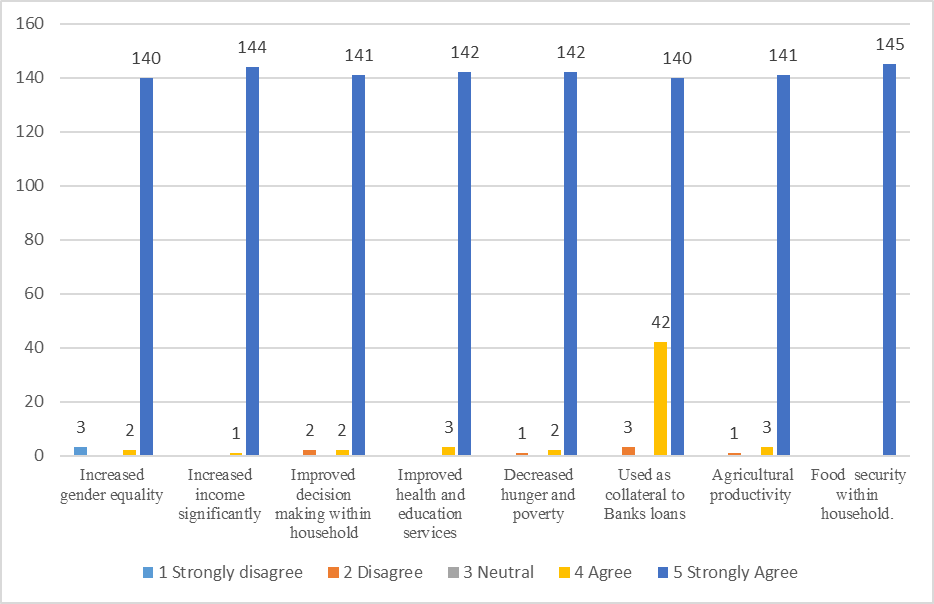 160
140
120
100
80
60
40
20
0
3
2
140
1
144
2
2
141
3
142
1
2
142
3
42
140
1
3
141
145
Increased
gender equality
Increased
income
significantly
Improved
decision
making within
household
Improved
health and
education
services
Decreased
hunger and
poverty
Used as
collateral to
Banks loans
Agricultural
productivity
Food security
within
household.
1 Strongly disagree
2 Disagree
3 Neutral
4 Agree
5 Strongly Agree